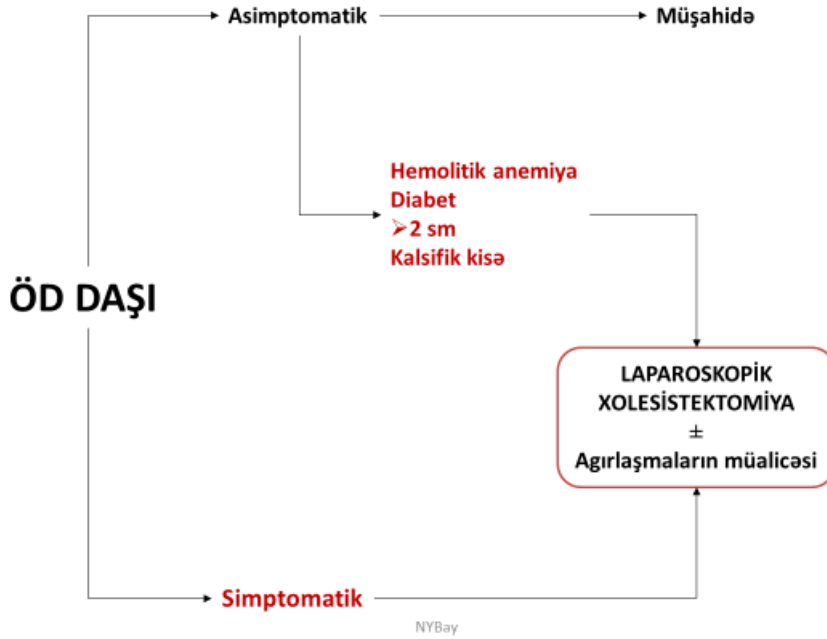 Asimptomatik
Müşahidə
Hemolitik anemiya
Diabet
➢2 sm
Kalsifik kisə
ÖD DAŞI
LAPAROSKOPİK
XOLESİSTEKTOMİYA
±
Agırlaşmaların müalicəsi
Simptomatik
NYBay